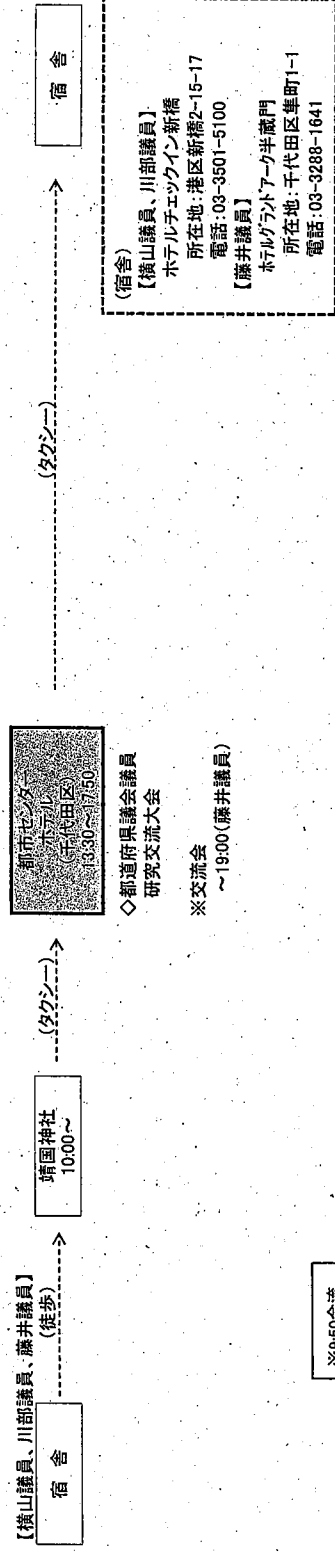 【横山議員、川部議員、藤井議員】
宿 舎
(徒歩)
靖国神社
10:00～
(タクシー)
都市センター
ホテル
(千代田区)
13:30～17:50
◇都道府県議会議員
研究交流大会
※交流会
～19:00(藤井議員)
(タクシー)
宿 舎
(宿舎)
【横山議員、川部議員】
ホテルチェックイン新橋
所在地:港区新橋2-15-17
電話:03-3501-5100
【藤井議員】
ホテルグランドアーク半蔵門
所在地:千代田区隼町1-1
電話:03-3288-1641
※9:50合流